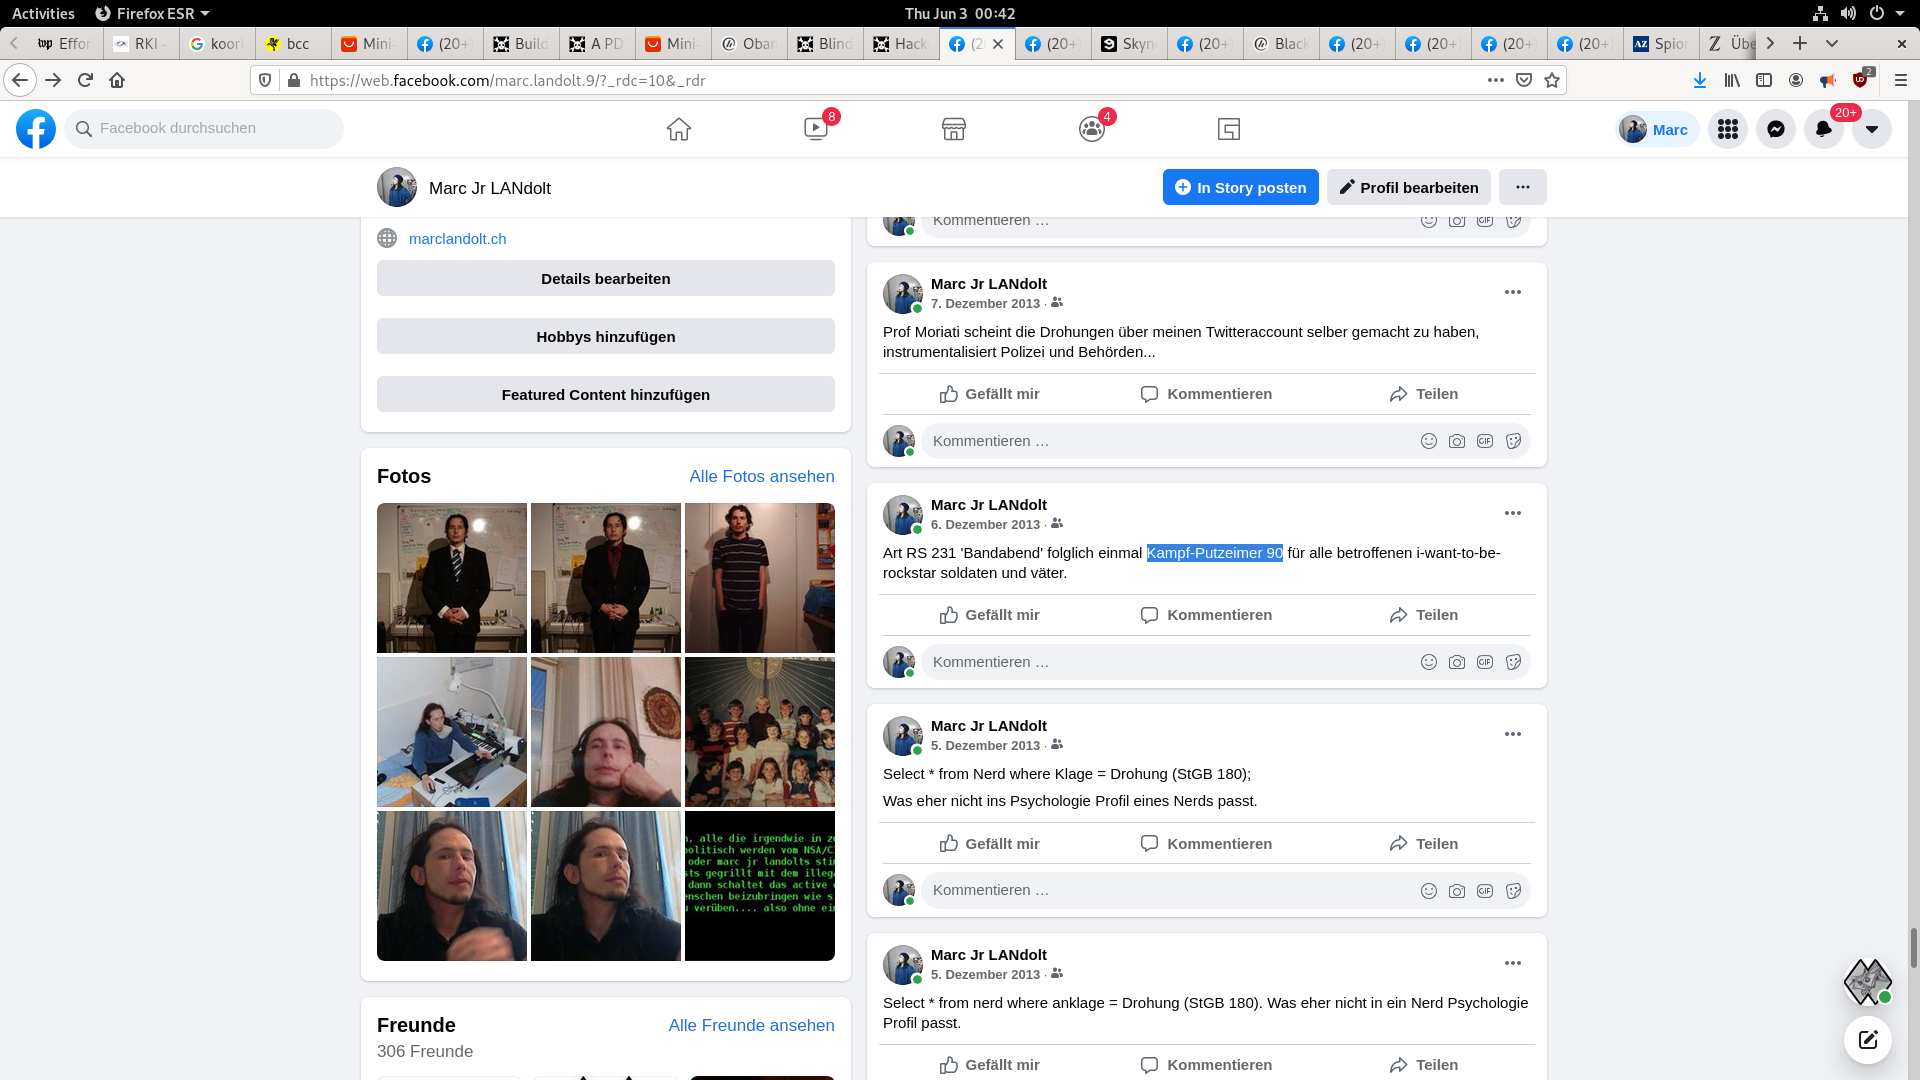 Activities
Firefox ESR
Thu Jun 3 00:42
Effor
RKI -
koor
bcc
Mini-
(20+
Build
A PD
Mini-
Obar
Blind
Hack
(2
(20+)
Skyn
(20+)
Black
(20+)
(20+)
(20+)
(20+)
Spior
Übe
https://web.facebook.com/marc.landolt.9/?_rdc=10&_rdr
2
Facebook durchsuchen
8
4
Marc
20+
Marc Jr LANdolt
In Story posten
Profil bearbeiten
marclandolt.ch
Details bearbeiten
Hobbys hinzufügen
Featured Content hinzufügen
Fotos
Alle Fotos ansehen
n, alle die irgendwie in z
politisch werden vom NSA/C
oder marc jr landolts sti
sts gegrillt mit dem illega
dann schaltet das active
enschen beizubringen wie s
u verüben.... also ohne ei
Freunde
Alle Freunde ansehen
306 Freunde
Kommentieren …
GIF
Marc Jr LANdolt
7. Dezember 2013 ·
Prof Moriati scheint die Drohungen über meinen Twitteraccount selber gemacht zu haben,
instrumentalisiert Polizei und Behörden...
Gefällt mir
Kommentieren
Teilen
Kommentieren …
GIF
Marc Jr LANdolt
6. Dezember 2013 ·
Art RS 231 'Bandabend' folglich einmal Kampf-Putzeimer 90 für alle betroffenen i-want-to-be-
rockstar soldaten und väter.
Gefällt mir
Kommentieren
Teilen
Kommentieren …
GIF
Marc Jr LANdolt
5. Dezember 2013 ·
Select * from Nerd where Klage = Drohung (StGB 180);
Was eher nicht ins Psychologie Profil eines Nerds passt.
Gefällt mir
Kommentieren
Teilen
Kommentieren …
GIF
Marc Jr LANdolt
5. Dezember 2013 ·
Select * from nerd where anklage = Drohung (StGB 180). Was eher nicht in ein Nerd Psychologie
Profil passt.
Gefällt mir
Kommentieren
Teilen